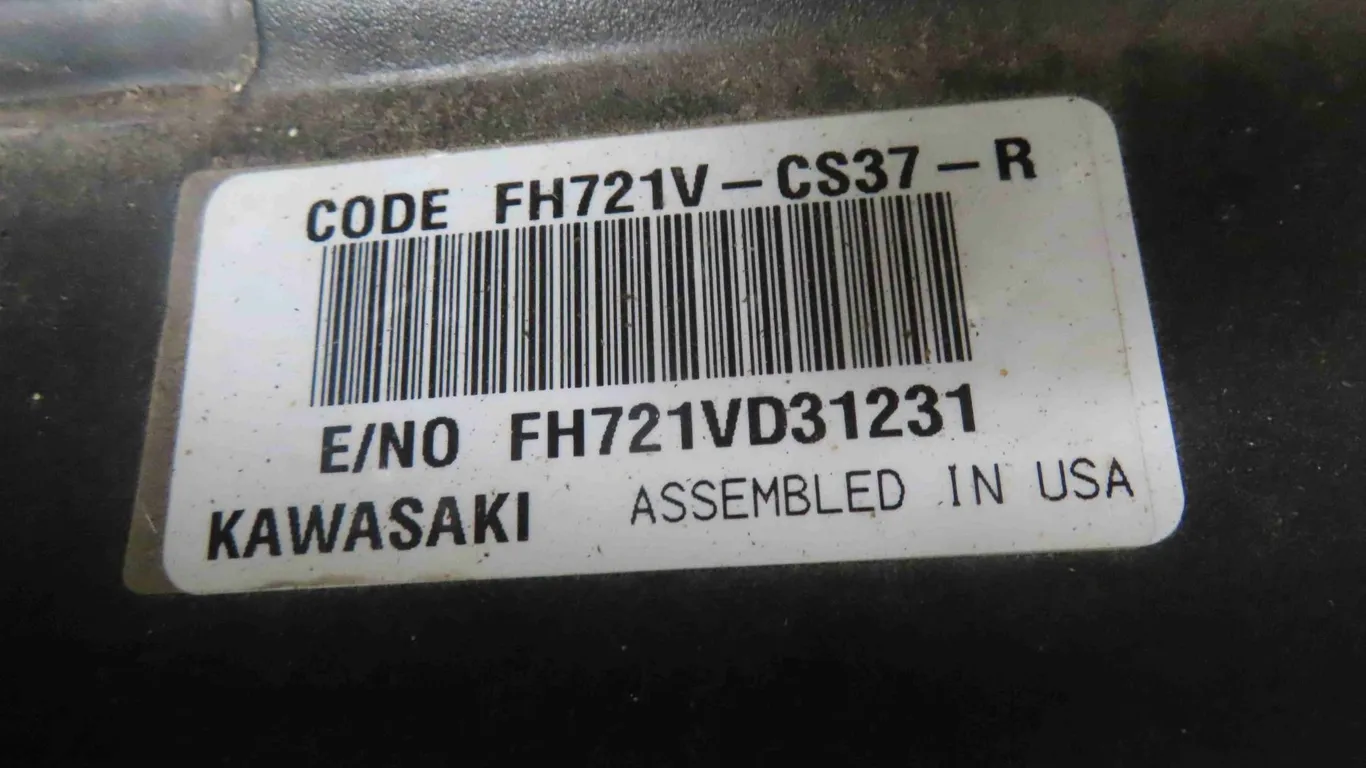 CODE FH721V-CS37-R
E/NO FH721VD31231
KAWASAKI ASSEMBLED IN USA